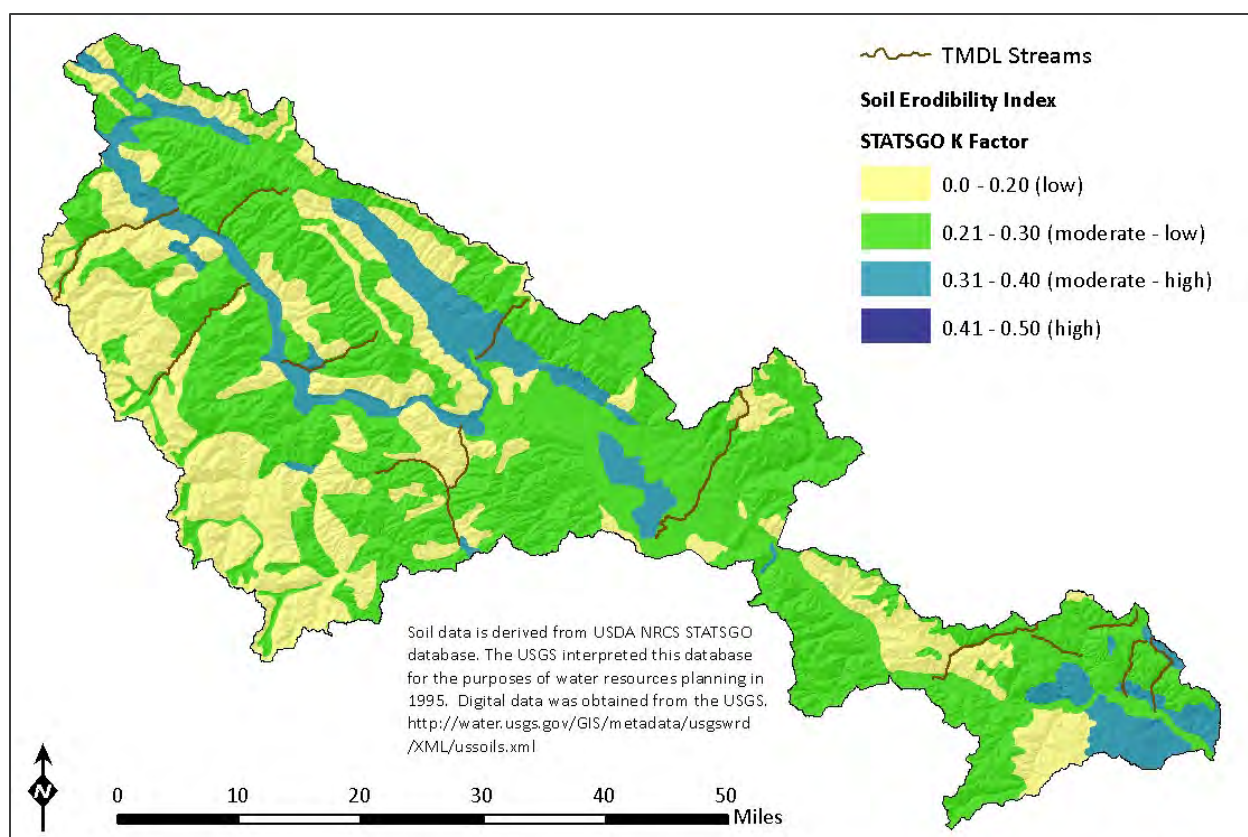 TMDL Streams
Soil Erodibility Index
STATSGO K Factor
0.0 - 0.20 (low)
0.21 - 0.30 (moderate - low)
0.31 - 0.40 (moderate - high)
0.41 - 0.50 (high)
Soil data is derived from USDA NRCS STATSGO
database. The USGS interpreted this database
for the purposes of water resources planning in
1995. Digital data was obtained from the USGS.
http://water.usgs.gov/GIS/metadata/usgswrd
/XML/ussoils.xml
N
0 10 20 30 40 50
Miles